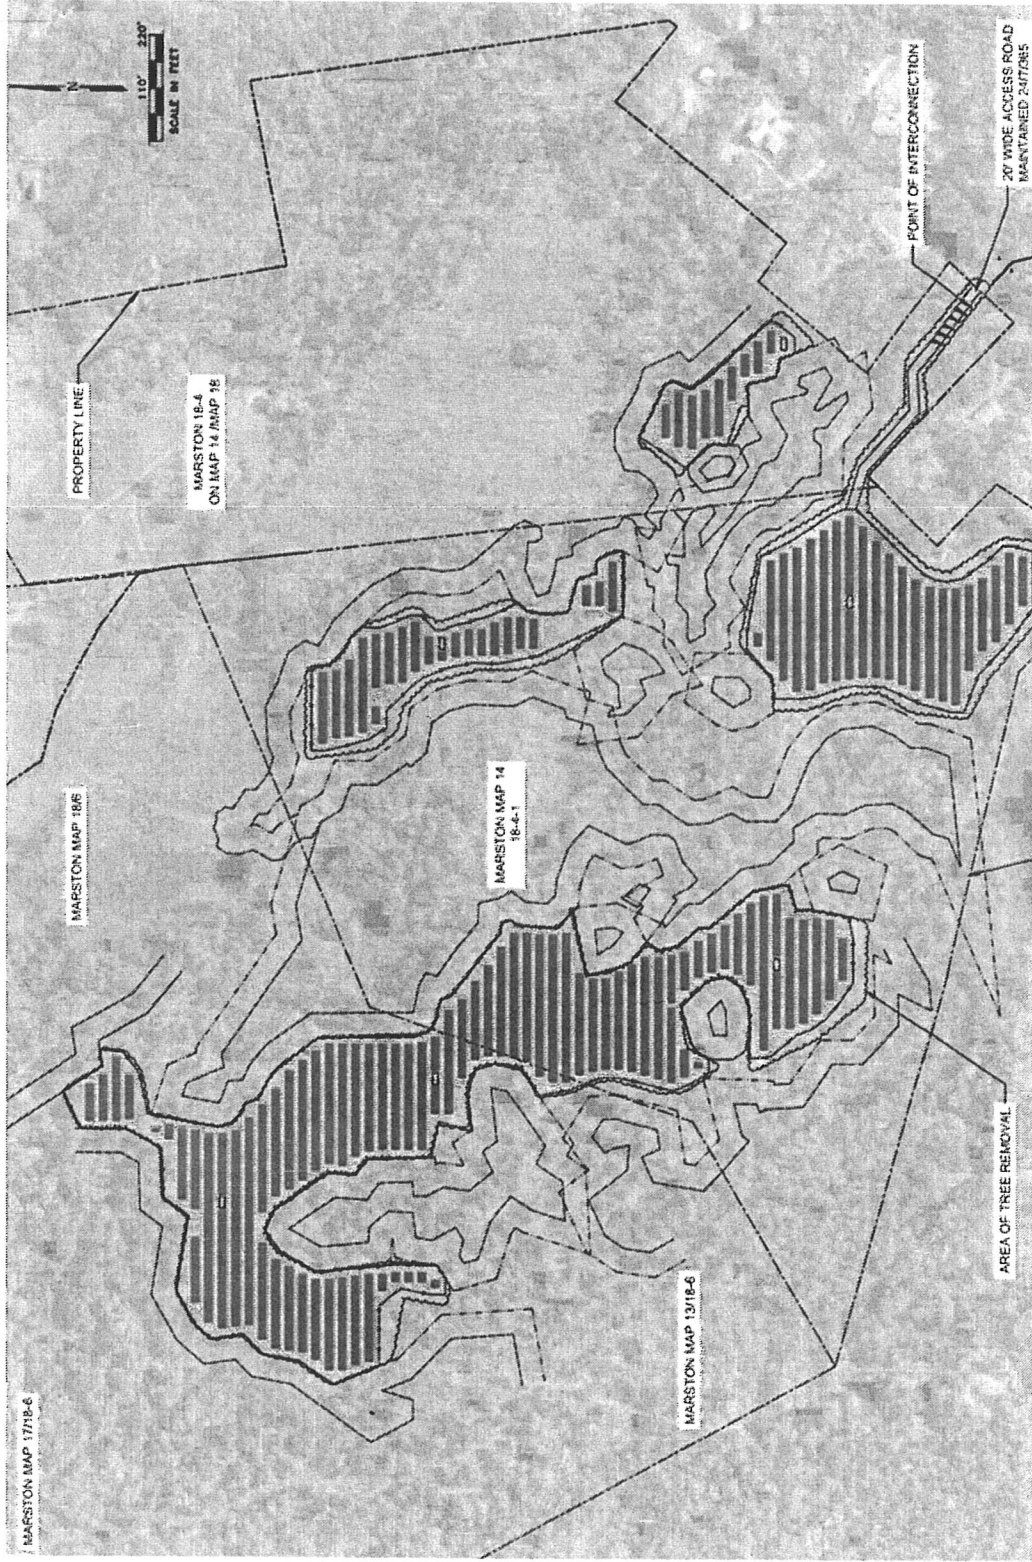 MARSTON MAP 17/18-6
MARSTON MAP 18/6
PROPERTY LINE
N
110' 220'
SCALE IN FEET
MARSTON 18-4
ON MAP 14 /MAP 18
MARSTON MAP 14
18-4-1
MARSTON MAP 13/18-6
POINT OF INTERCONNECTION
20' WIDE ACCESS ROAD
MAINTAINED 24/7/365
AREA OF TREE REMOVAL